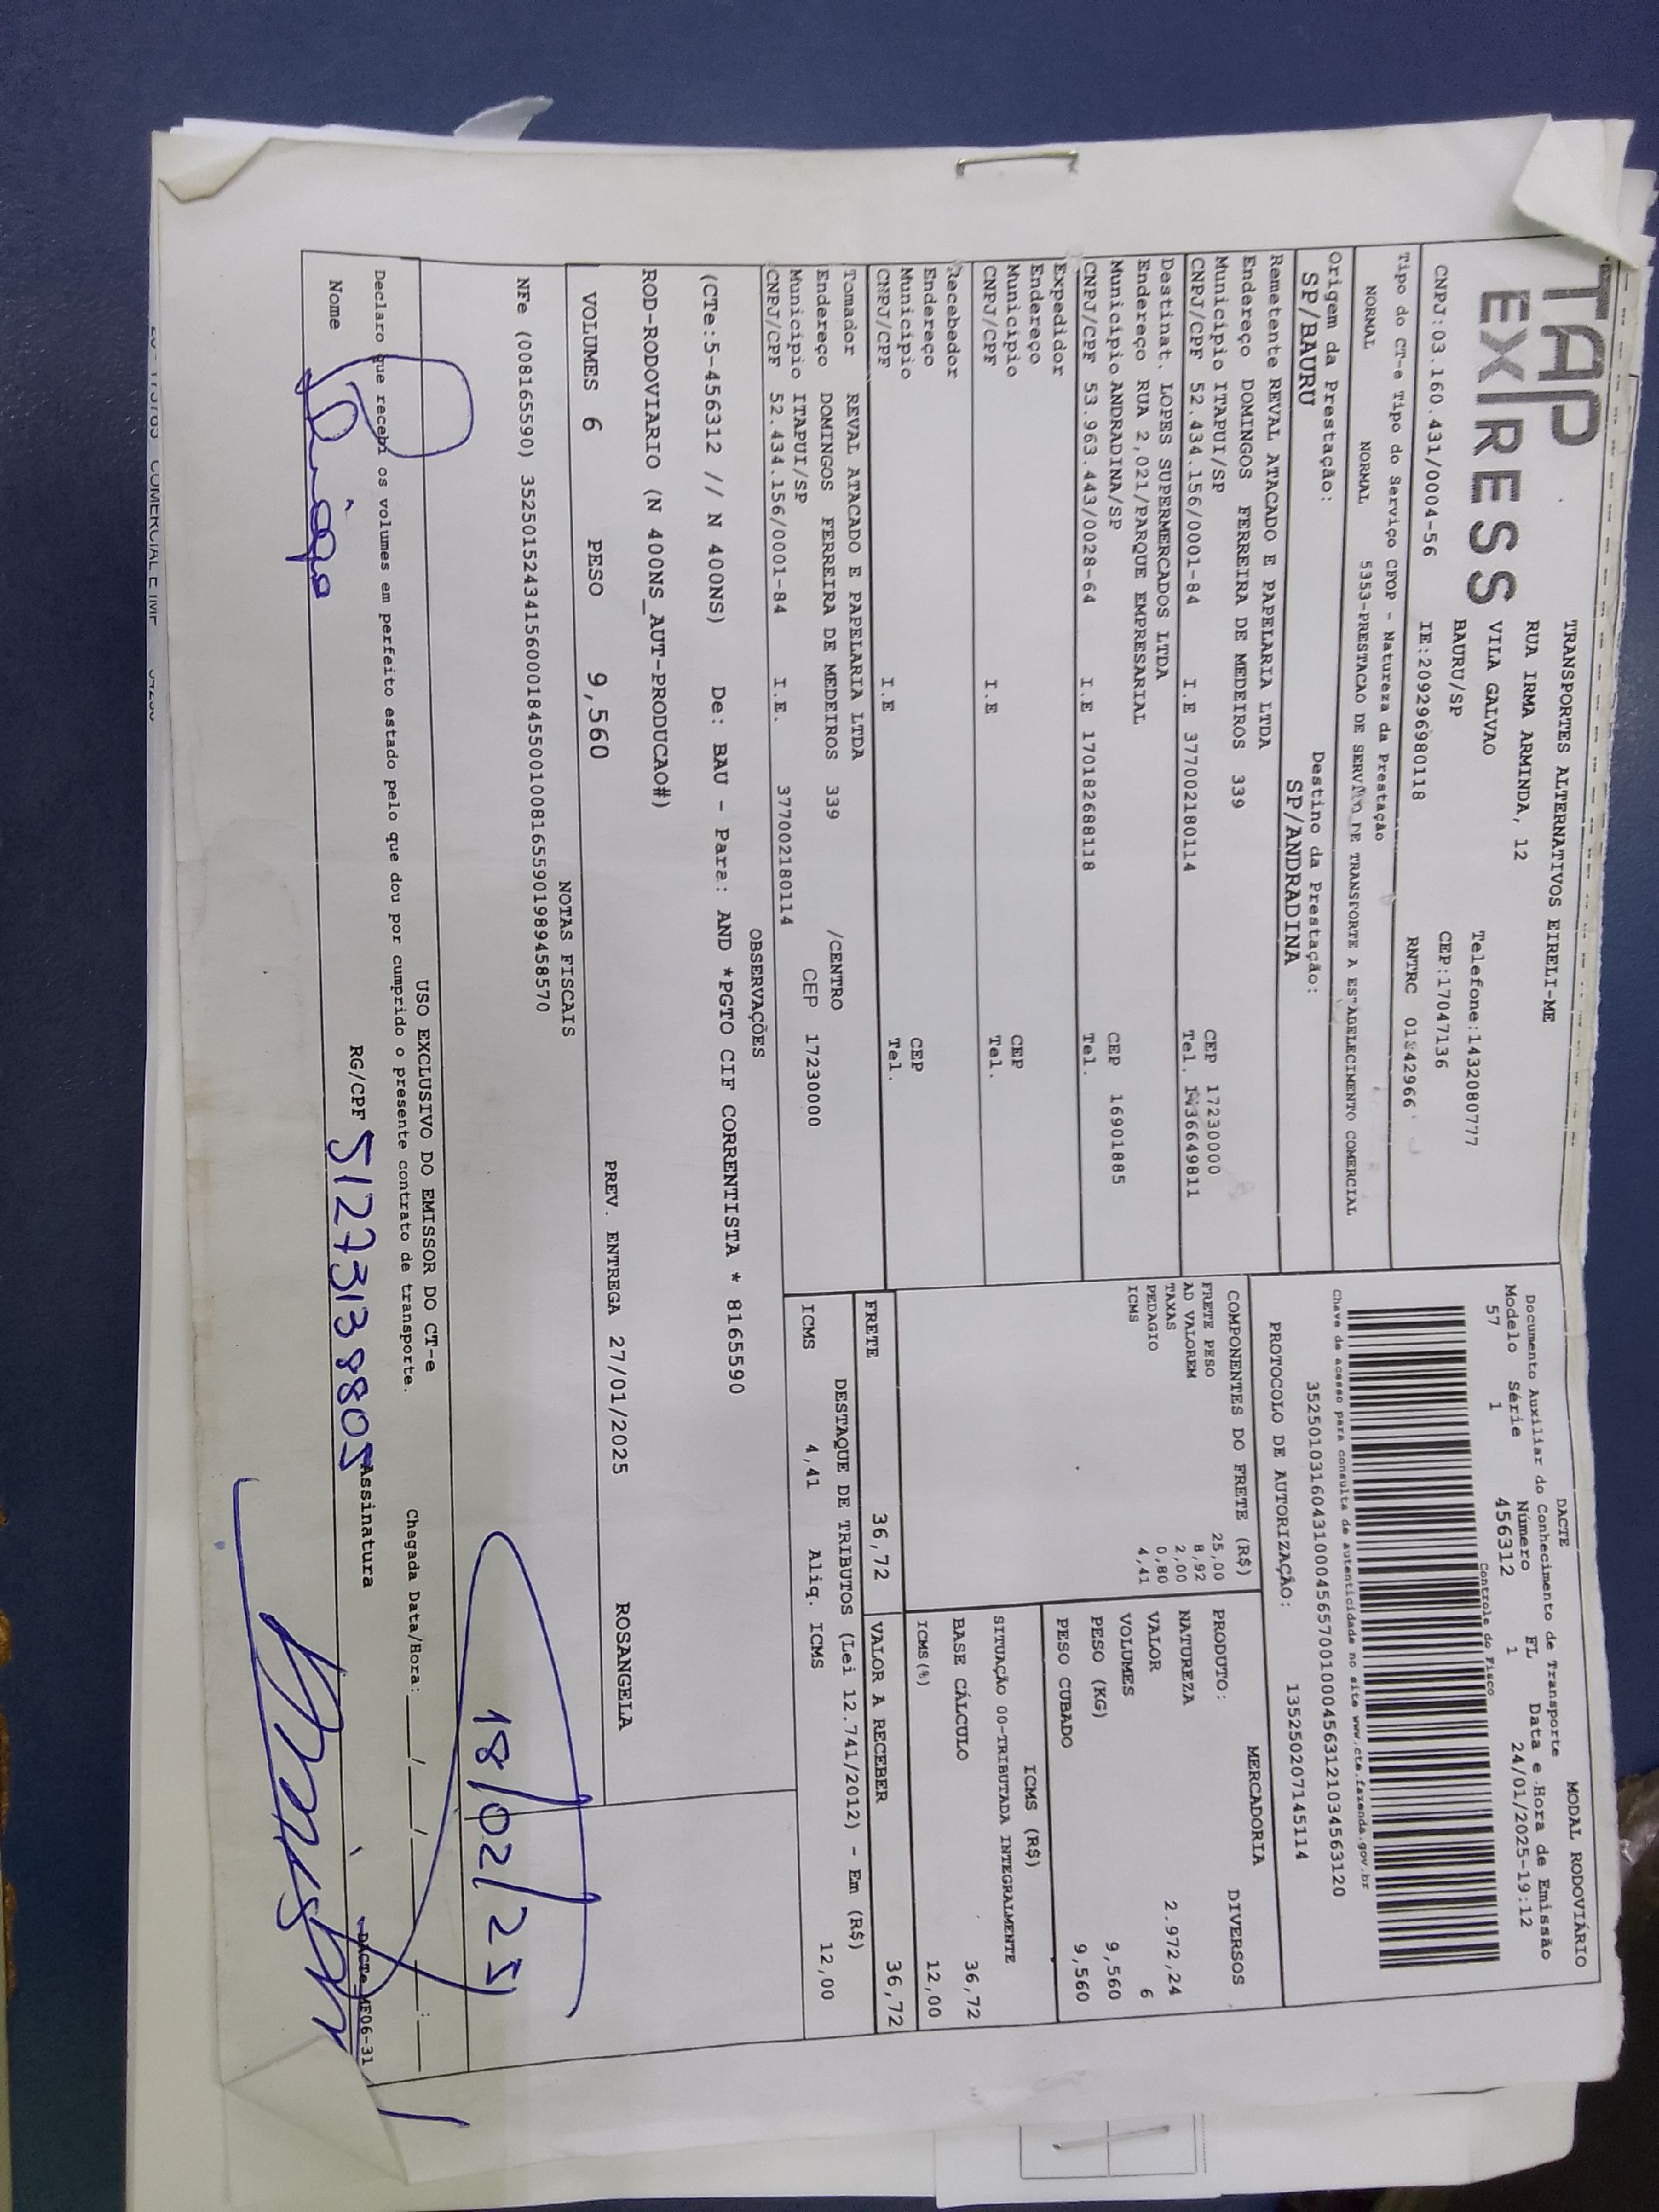 TAP EXPRESS
TRANSPORTES ALTERNATIVOS EIRELI-ME
RUA IRMA ARMINDA, 12
VILA GALVAO
BAURU/SP
Telefone:1432080777
CEP:17047136
CNPJ:03.160.431/0004-56 IE:209296980118 RNTRC
DACTE MODAL RODOVIÁRIO
Documento Auxiliar do Conhecimento de Transporte
Modelo Série Número FL Data e Hora de Emissão
57 1 456312 1 24/01/2025-19:12
Controle do Fisco
Chave de acesso para consulta de autenticidade no site www.cte.fazenda.gov.br
35250103160431000456570010004563121034563120
PROTOCOLO DE AUTORIZAÇÃO: 135250207145114
Tipo do CT-e Tipo do Serviço CFOP - Natureza da Prestação
NORMAL NORMAL 5353-PRESTACAO DE SERVICO DE TRANSPORTE A ESTABELECIMENTO COMERCIAL
Origem da Prestação: Destino da Prestação:
SP/BAURU SP/ANDRADINA
Remetente REVAL ATACADO E PAPELARIA LTDA
Endereço DOMINGOS FERREIRA DE MEDEIROS 339
Município ITAPUI/SP CEP 17230000
CNPJ/CPF 52.434.156/0001-84 I.E 377002180114 Tel. 1436649811
Destinat. LOPES SUPERMERCADOS LTDA
Endereço RUA 2,021/PARQUE EMPRESARIAL
Município ANDRADINA/SP CEP 16901885
CNPJ/CPF 53.963.443/0028-64 I.E 170182688118 Tel.
Expedidor
Endereço
Município CEP
CNPJ/CPF I.E Tel.
Recebedor
Endereço
Município CEP
CNPJ/CPF I.E Tel.
Tomador REVAL ATACADO E PAPELARIA LTDA
Endereço DOMINGOS FERREIRA DE MEDEIROS 339 /CENTRO
Município ITAPUI/SP CEP 17230000
CNPJ/CPF 52.434.156/0001-84 I.E. 377002180114
COMPONENTES DO FRETE (R$)
FRETE PESO 25,00
AD VALOREM 8,92
TAXAS 2,00
PEDAGIO 0,80
ICMS 4,41
MERCADORIA
PRODUTO: DIVERSOS
NATUREZA
VALOR 2.972,24
VOLUMES 6
PESO (KG) 9,560
PESO CUBADO 9,560
ICMS (R$)
SITUAÇÃO 00-TRIBUTADA INTEGRALMENTE
BASE CÁLCULO 36,72
ICMS(%) 12,00
FRETE 36,72 VALOR A RECEBER 36,72
DESTAQUE DE TRIBUTOS (Lei 12.741/2012) - Em (R$)
ICMS 4,41 Aliq. ICMS 12,00
OBSERVAÇÕES
(CTe:5-456312 // N 400NS) De: BAU - Para: AND *PGTO CIF CORRENTISTA * 8165590
ROD-RODOVIARIO (N 400NS_AUT-PRODUCAO#)
VOLUMES 6 PESO 9,560 PREV. ENTREGA 27/01/2025 ROSANGELA
NOTAS FISCAIS
NFe (008165590) 35250152434156000184550010081655901989458570
18/02/25
USO EXCLUSIVO DO EMISSOR DO CT-e
Declaro que recebi os volumes em perfeito estado pelo que dou por cumprido o presente contrato de transporte. Chegada Data/Hora:____/____/____ ____:____
Nome RG/CPF 51273138805 Assinatura
DACTe_MF06-31